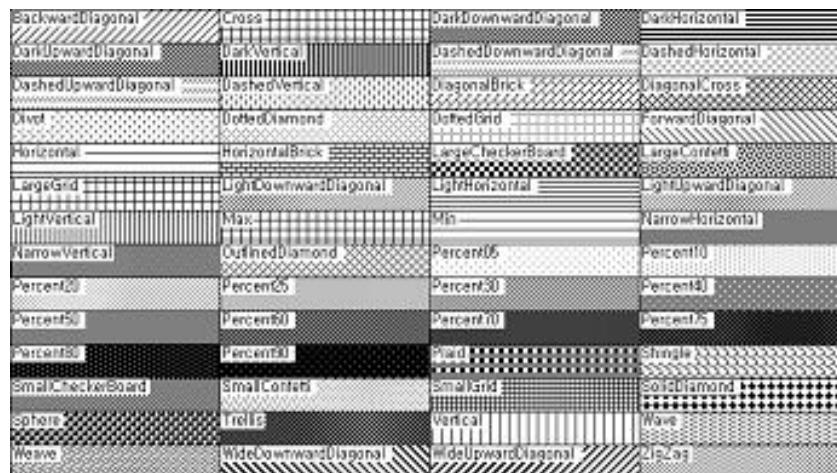 BackwardDiagonal Cross DarkDownwardDiagonal DarkHorizontal
DarkUpwardDiagonal DarkVertical DashedDownwardDiagonal DashedHorizontal
DashedUpwardDiagonal DashedVertical DiagonalBrick DiagonalCross
Divot DottedDiamond DottedGrid ForwardDiagonal
Horizontal HorizontalBrick LargeCheckerBoard LargeConfetti
LargeGrid LightDownwardDiagonal LightHorizontal LightUpwardDiagonal
LightVertical Max Min NarrowHorizontal
NarrowVertical OutlinedDiamond Percent05 Percent10
Percent20 Percent25 Percent30 Percent40
Percent50 Percent60 Percent70 Percent75
Percent80 Percent90 Plaid Shingle
SmallCheckerBoard SmallConfetti SmallGrid SolidDiamond
Sphere Trellis Vertical Wave
Weave WideDownwardDiagonal WideUpwardDiagonal ZigZag